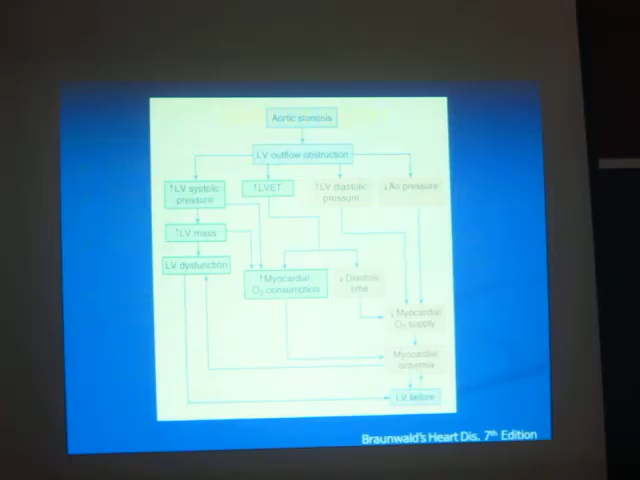 Aortic stenosis
LV outflow obstruction
↑LV systolic
pressure
↑LVET
↑LV diastolic
pressure
↓Ao pressure
↑LV mass
LV dysfunction
↑Myocardial
O2 consumption
↓ Diastolic
time
↓ Myocardial
O2 supply
Myocardial
ischemia
LV failure
Braunwald's Heart Dis. 7th Edition